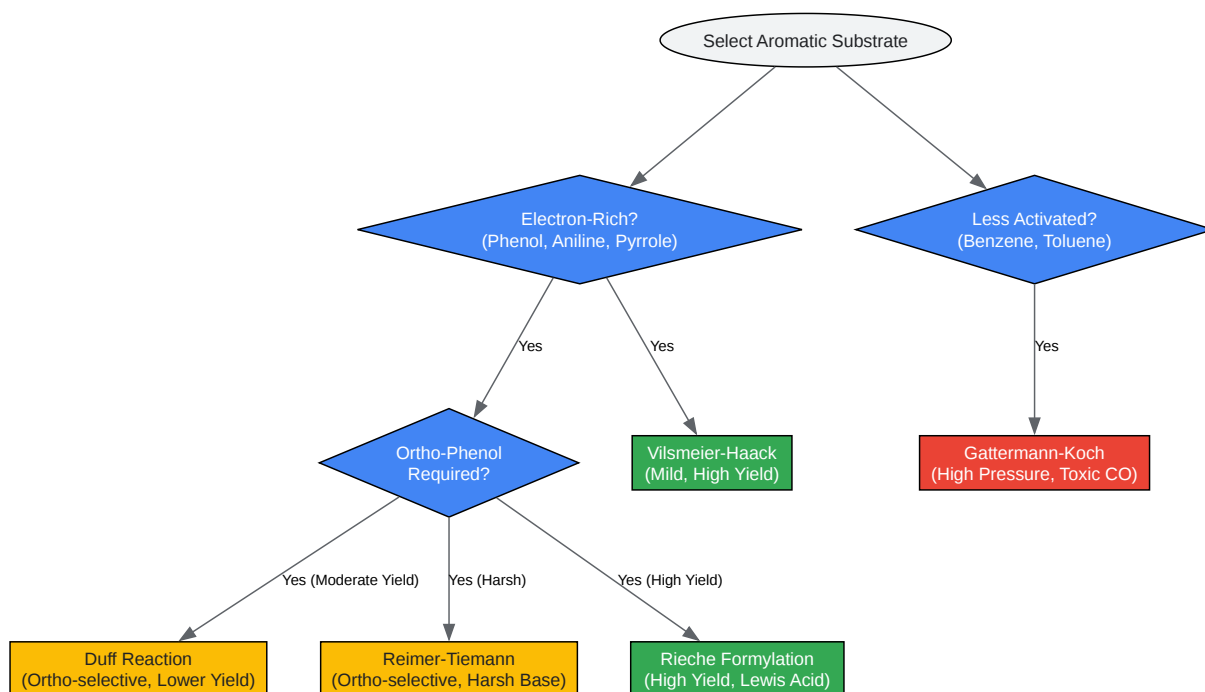 Select Aromatic Substrate
Electron-Rich?
(Phenol, Aniline, Pyrrole)
Less Activated?
(Benzene, Toluene)
Yes
Yes
Yes
Ortho-Phenol
Required?
Vilsmeier-Haack
(Mild, High Yield)
Gattermann-Koch
(High Pressure, Toxic CO)
Yes (Moderate Yield)
Yes (Harsh)
Yes (High Yield)
Duff Reaction
(Ortho-selective, Lower Yield)
Reimer-Tiemann
(Ortho-selective, Harsh Base)
Rieche Formylation
(High Yield, Lewis Acid)